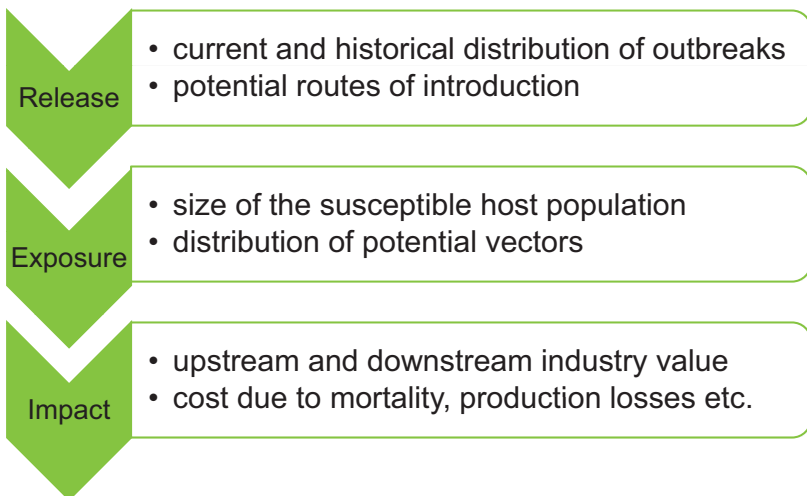 Release
• current and historical distribution of outbreaks
• potential routes of introduction
Exposure
• size of the susceptible host population
• distribution of potential vectors
Impact
• upstream and downstream industry value
• cost due to mortality, production losses etc.